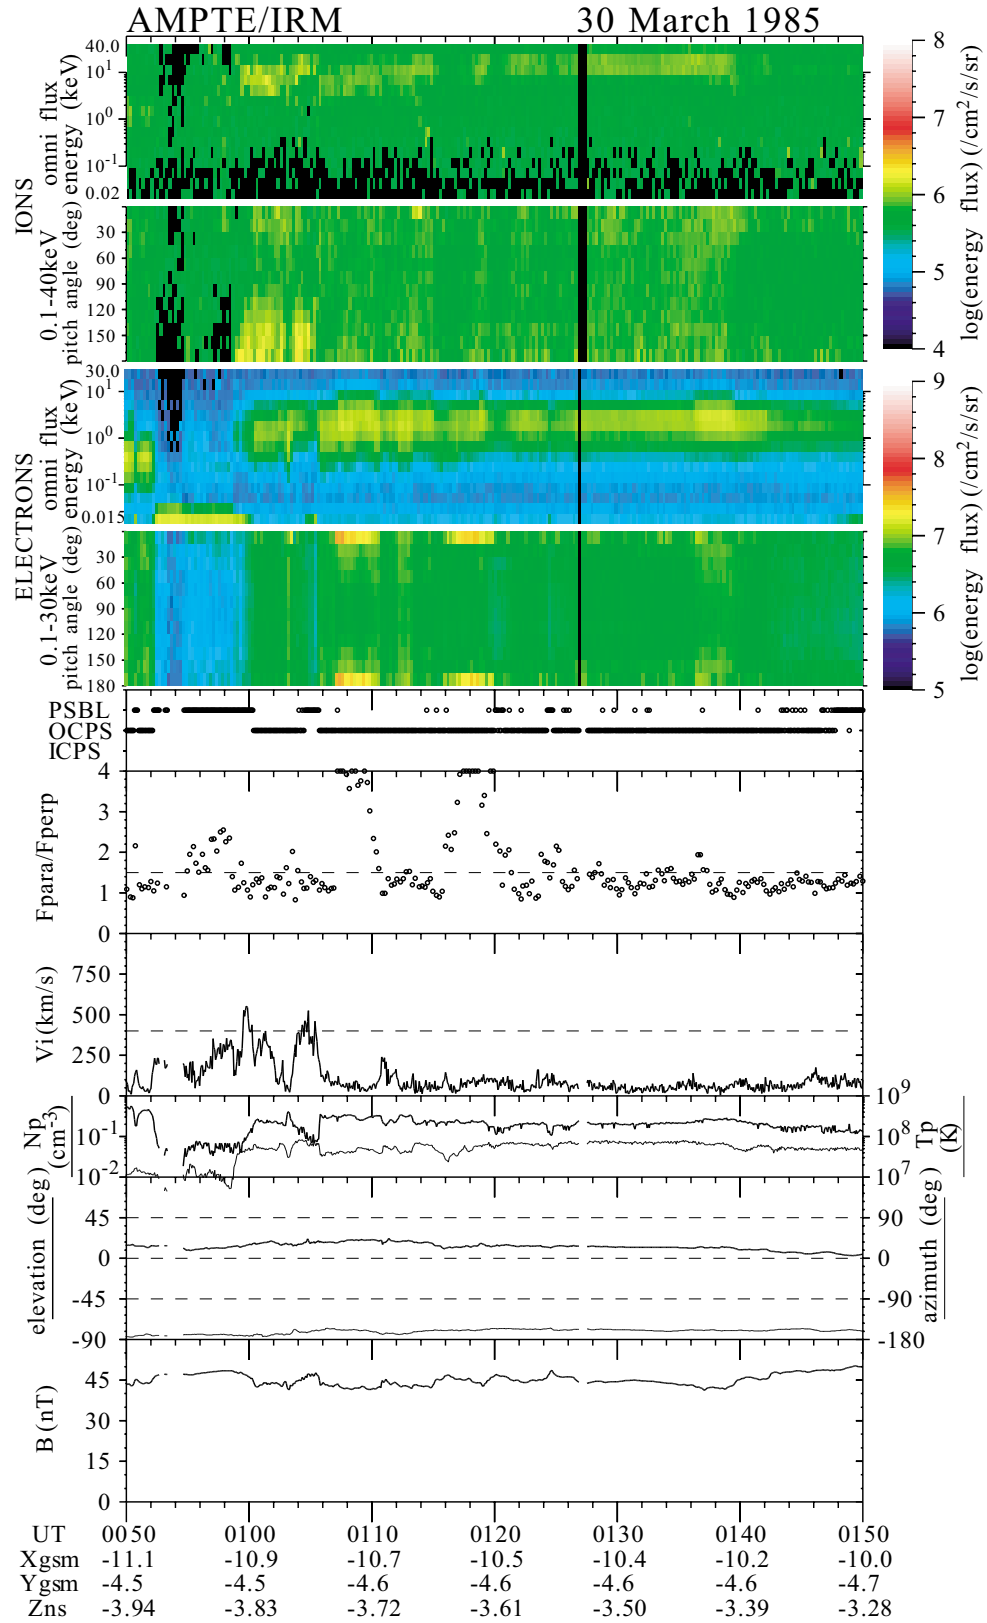 AMPTE/IRM 30 March 1985
IONS
omni flux
energy (keV)
40.0
10¹
10⁰
10⁻¹
0.02
0.1-40keV
pitch angle (deg)
30
60
90
120
150
8
7
6
5
4
log(energy flux) (/cm²/s/sr)
ELECTRONS
omni flux
energy (keV)
30.0
10¹
10⁰
10⁻¹
0.015
0.1-30keV
pitch angle (deg)
30
60
90
120
150
180
9
8
7
6
5
log(energy flux) (/cm²/s/sr)
PSBL
OCPS
ICPS
Fpara/Fperp
4
3
2
1
0
Vi(km/s)
750
500
250
0
Np
(cm⁻³)
10⁻¹
10⁻²
10⁹
10⁸
10⁷
Tp
(K)
elevation (deg)
45
0
-45
-90
90
0
-90
-180
azimuth (deg)
B(nT)
45
30
15
0
UT 0050 0100 0110 0120 0130 0140 0150
Xgsm -11.1 -10.9 -10.7 -10.5 -10.4 -10.2 -10.0
Ygsm -4.5 -4.5 -4.6 -4.6 -4.6 -4.6 -4.7
Zns -3.94 -3.83 -3.72 -3.61 -3.50 -3.39 -3.28